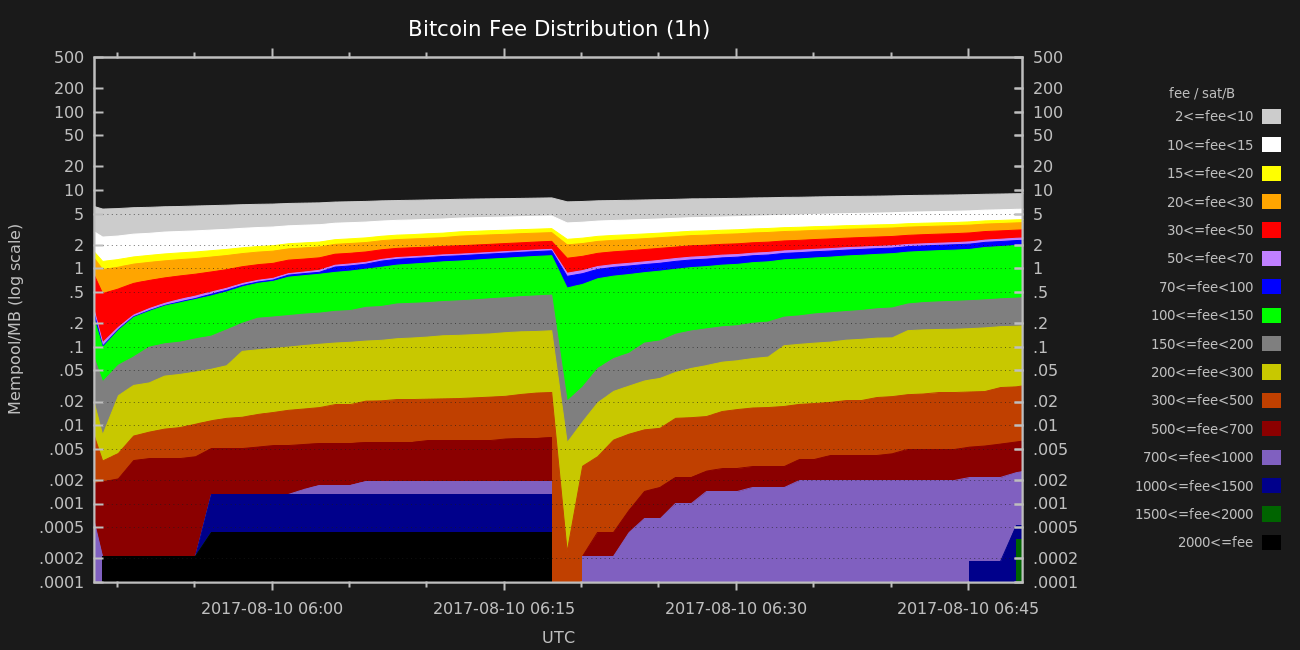 Bitcoin Fee Distribution (1h)
500
200
100
50
20
10
5
2
1
.5
.2
.1
.05
.02
.01
.005
.002
.001
.0005
.0002
.0001
Mempool/MB (log scale)
500
200
100
50
20
10
5
2
1
.5
.2
.1
.05
.02
.01
.005
.002
.001
.0005
.0002
.0001
2017-08-10 06:00
2017-08-10 06:15
2017-08-10 06:30
2017-08-10 06:45
UTC
fee / sat/B
2<=fee<10
10<=fee<15
15<=fee<20
20<=fee<30
30<=fee<50
50<=fee<70
70<=fee<100
100<=fee<150
150<=fee<200
200<=fee<300
300<=fee<500
500<=fee<700
700<=fee<1000
1000<=fee<1500
1500<=fee<2000
2000<=fee